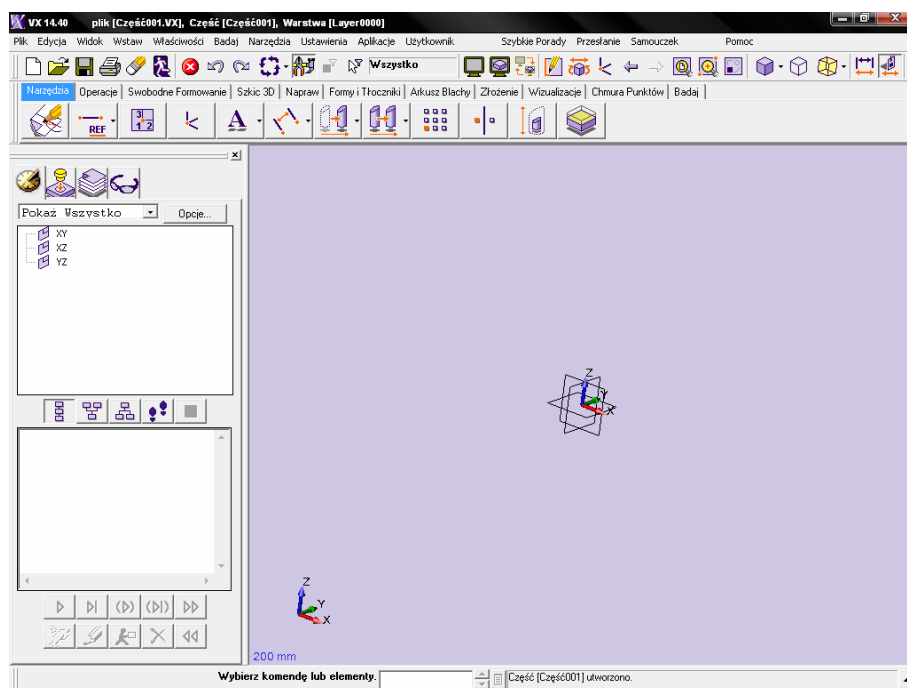 VX 14.40 plik [Część001.VX], Część [Część001], Warstwa [Layer0000]
Plik Edycja Widok Wstaw Właściwości Badaj Narzędzia Ustawienia Aplikacje Użytkownik Szybkie Porady Przesłanie Samouczek Pomoc
Wszystko
Narzędzia Operacje Swobodne Formowanie Szkic 3D Napraw Formy i Tłoczniki Arkusz Blachy Złożenie Wizualizacje Chmura Punktów Badaj
REF 3 1 2 A
Pokaż Wszystko Opcje...
XY
XZ
YZ
Z
Y
X
Z
Y
X
200 mm
Wybierz komendę lub elementy. Część [Część001] utworzono.